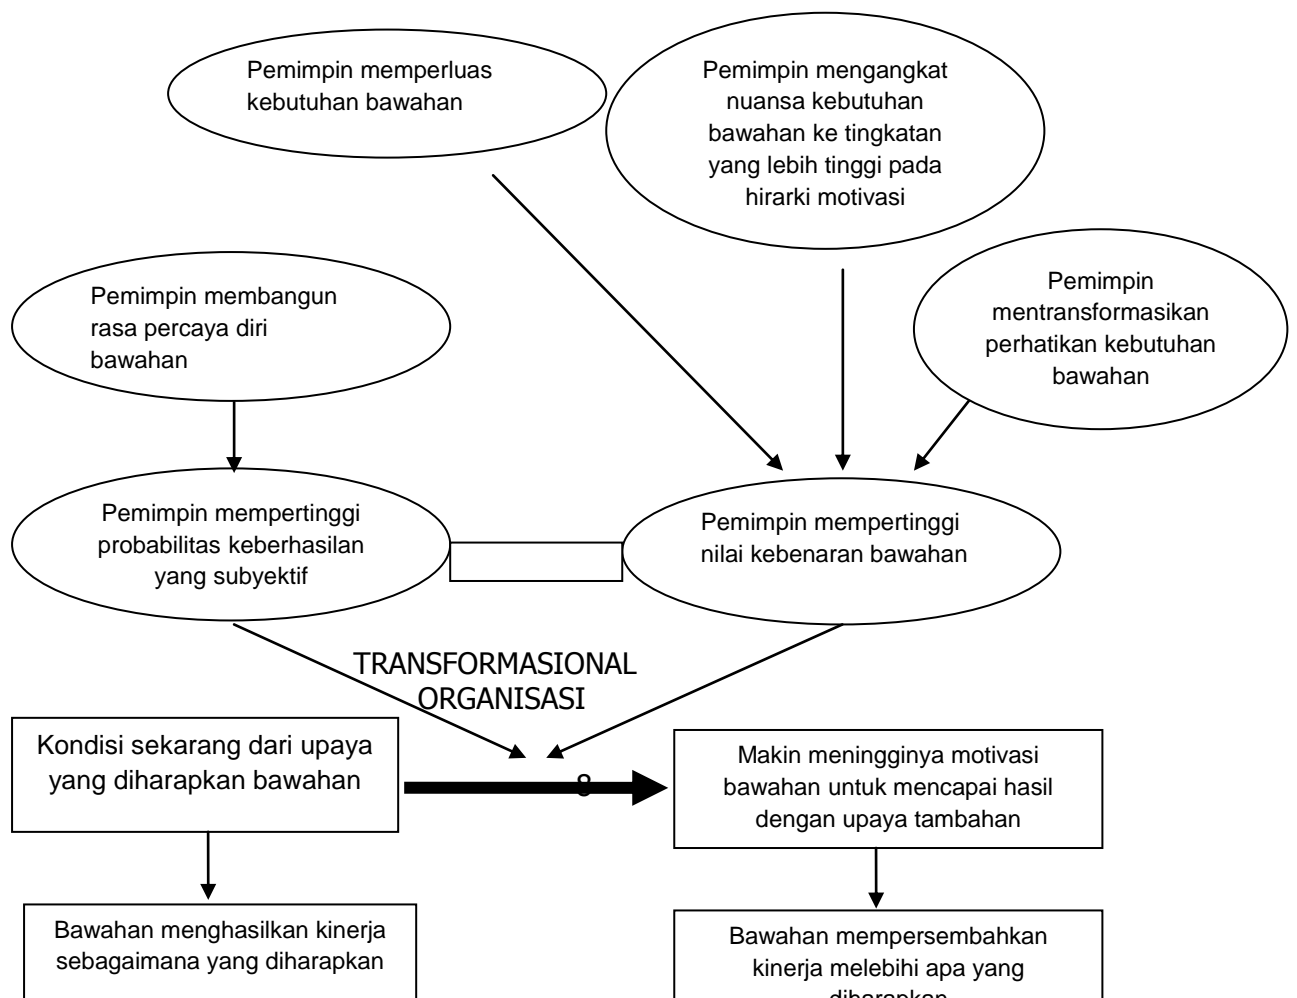 Pemimpin memperluas
kebutuhan bawahan
Pemimpin mengangkat
nuansa kebutuhan
bawahan ke tingkatan
yang lebih tinggi pada
hirarki motivasi
Pemimpin membangun
rasa percaya diri
bawahan
Pemimpin
mentransformasikan
perhatikan kebutuhan
bawahan
Pemimpin mempertinggi
probabilitas keberhasilan
yang subyektif
Pemimpin mempertinggi
nilai kebenaran bawahan
TRANSFORMASIONAL
ORGANISASI
Kondisi sekarang dari upaya
yang diharapkan bawahan
8
Makin meningginya motivasi
bawahan untuk mencapai hasil
dengan upaya tambahan
Bawahan menghasilkan kinerja
sebagaimana yang diharapkan
Bawahan mempersembahkan
kinerja melebihi apa yang
diharapkan